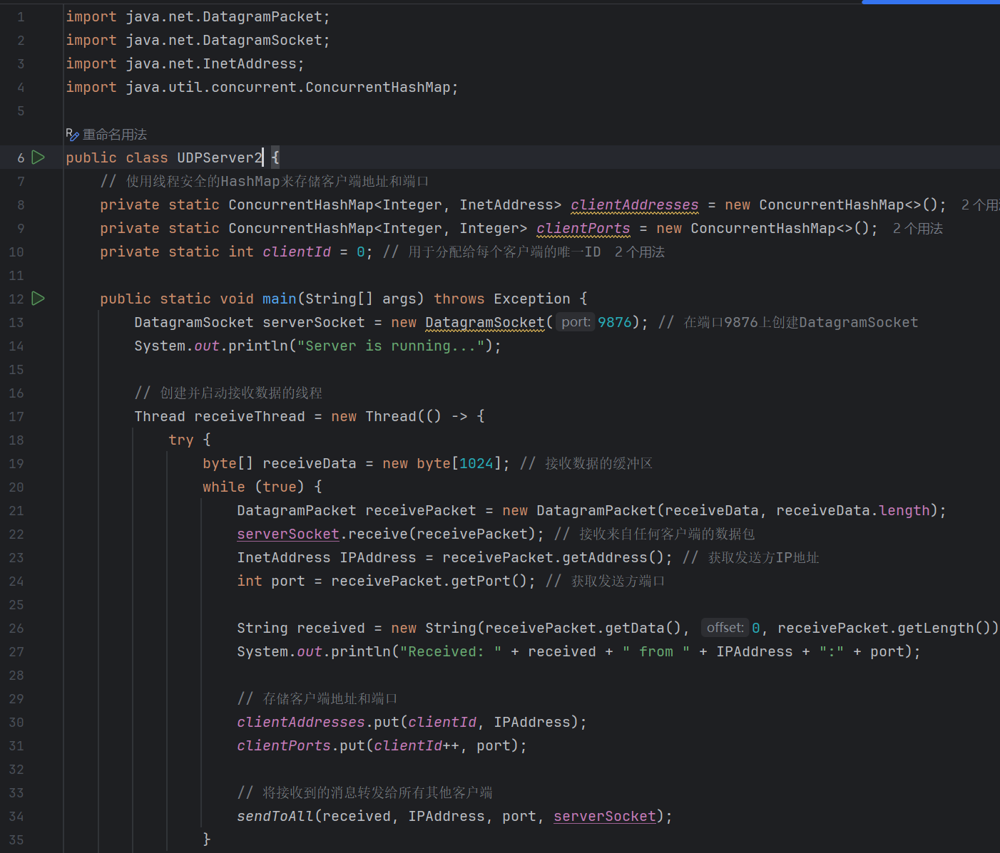 1 import java.net.DatagramPacket;
2 import java.net.DatagramSocket;
3 import java.net.InetAddress;
4 import java.util.concurrent.ConcurrentHashMap;
5
重命名用法
6 public class UDPServer2 {
7 // 使用线程安全的HashMap来存储客户端地址和端口
8 private static ConcurrentHashMap<Integer, InetAddress> clientAddresses = new ConcurrentHashMap<>(); 2 个用
9 private static ConcurrentHashMap<Integer, Integer> clientPorts = new ConcurrentHashMap<>(); 2 个用法
10 private static int clientId = 0; // 用于分配给每个客户端的唯一ID 2 个用法
11
12 public static void main(String[] args) throws Exception {
13 DatagramSocket serverSocket = new DatagramSocket( port: 9876); // 在端口9876上创建DatagramSocket
14 System.out.println("Server is running...");
15
16 // 创建并启动接收数据的线程
17 Thread receiveThread = new Thread(() -> {
18 try {
19 byte[] receiveData = new byte[1024]; // 接收数据的缓冲区
20 while (true) {
21 DatagramPacket receivePacket = new DatagramPacket(receiveData, receiveData.length);
22 serverSocket.receive(receivePacket); // 接收来自任何客户端的数据包
23 InetAddress IPAddress = receivePacket.getAddress(); // 获取发送方IP地址
24 int port = receivePacket.getPort(); // 获取发送方端口
25
26 String received = new String(receivePacket.getData(), offset: 0, receivePacket.getLength())
27 System.out.println("Received: " + received + " from " + IPAddress + ":" + port);
28
29 // 存储客户端地址和端口
30 clientAddresses.put(clientId, IPAddress);
31 clientPorts.put(clientId++, port);
32
33 // 将接收到的消息转发给所有其他客户端
34 sendToAll(received, IPAddress, port, serverSocket);
35 }